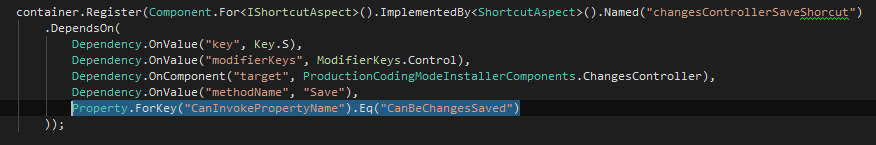 container.Register(Component.For<IShortcutAspect>().ImplementedBy<ShortcutAspect>().Named("changesControllerSaveShorcut")
.DependsOn(
Dependency.OnValue("key", Key.S),
Dependency.OnValue("modifierKeys", ModifierKeys.Control),
Dependency.OnComponent("target", ProductionCodingModeInstallerComponents.ChangesController),
Dependency.OnValue("methodName", "Save"),
Property.ForKey("CanInvokePropertyName").Eq("CanBeChangesSaved")
));